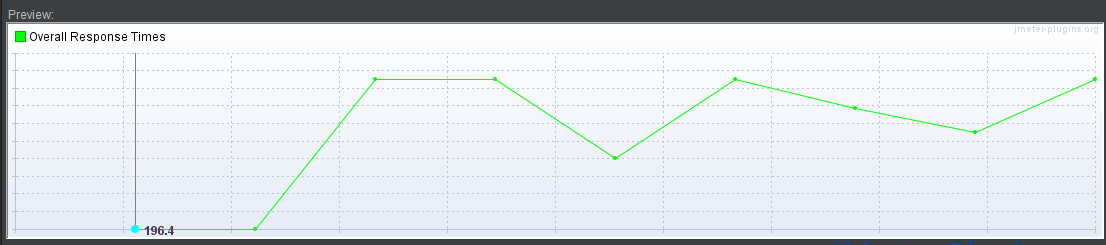 Preview:
jmeter-plugins.org
Overall Response Times
196.4